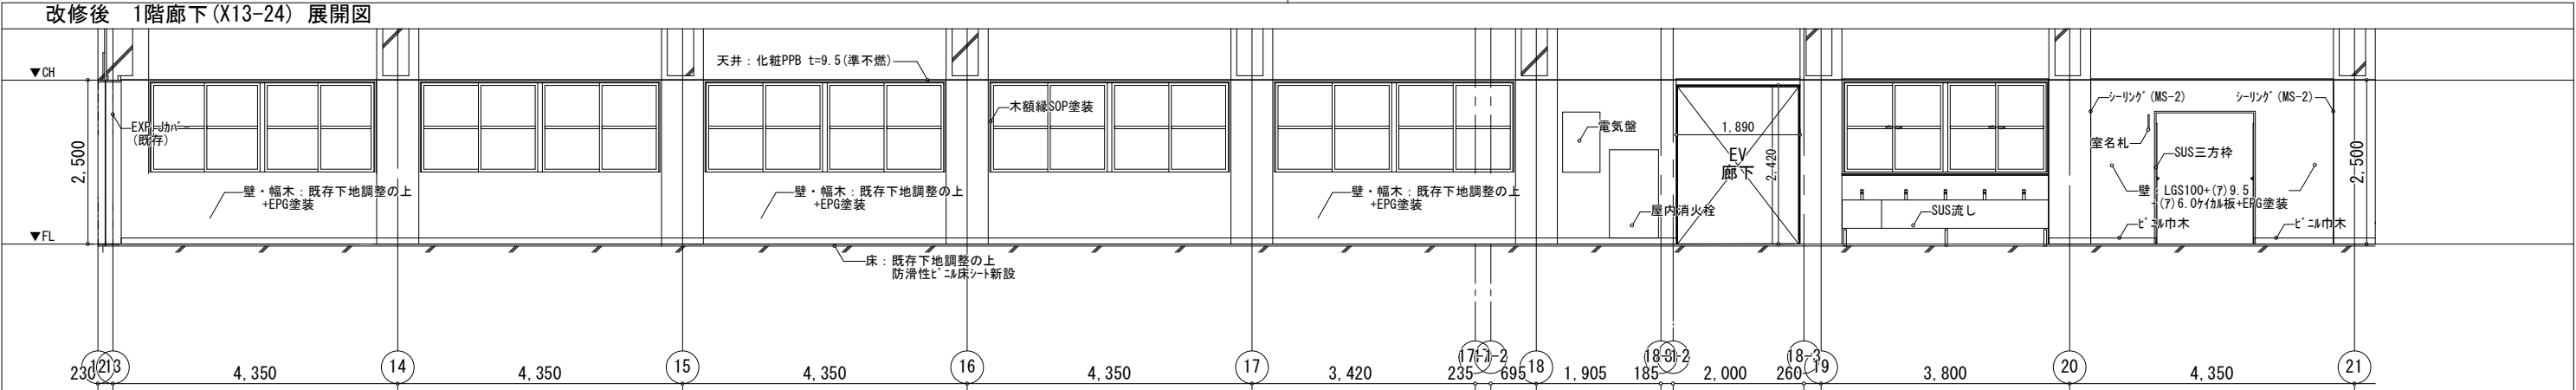 改修後 1階廊下(X13-24) 展開図
▼CH
天井：化粧PPB t=9.5(準不燃)
EXP-Jｶﾊﾞｰ
(既存)
木額縁SOP塗装
電気盤
1,890
ｼｰﾘﾝｸﾞ(MS-2)
ｼｰﾘﾝｸﾞ(MS-2)
2,500
EV
廊下
2,420
室名札
SUS三方枠
2,500
壁・幅木：既存下地調整の上
+EPG塗装
壁・幅木：既存下地調整の上
+EPG塗装
壁・幅木：既存下地調整の上
+EPG塗装
壁：LGS100+(ｱ)9.5
+(ｱ)6.0ｹｲｶﾙ板+EPG塗装
屋内消火栓
SUS流し
ﾋﾞﾆﾙ巾木
ﾋﾞﾆﾙ巾木
▼FL
床：既存下地調整の上
防滑性ﾋﾞﾆﾙ床ｼｰﾄ新設
12 13 14 15 16 17 17-2 18 18-2 18-3 19 20 21
230 4,350 4,350 4,350 4,350 3,420 235 695 1,905 185 2,000 260 3,800 4,350